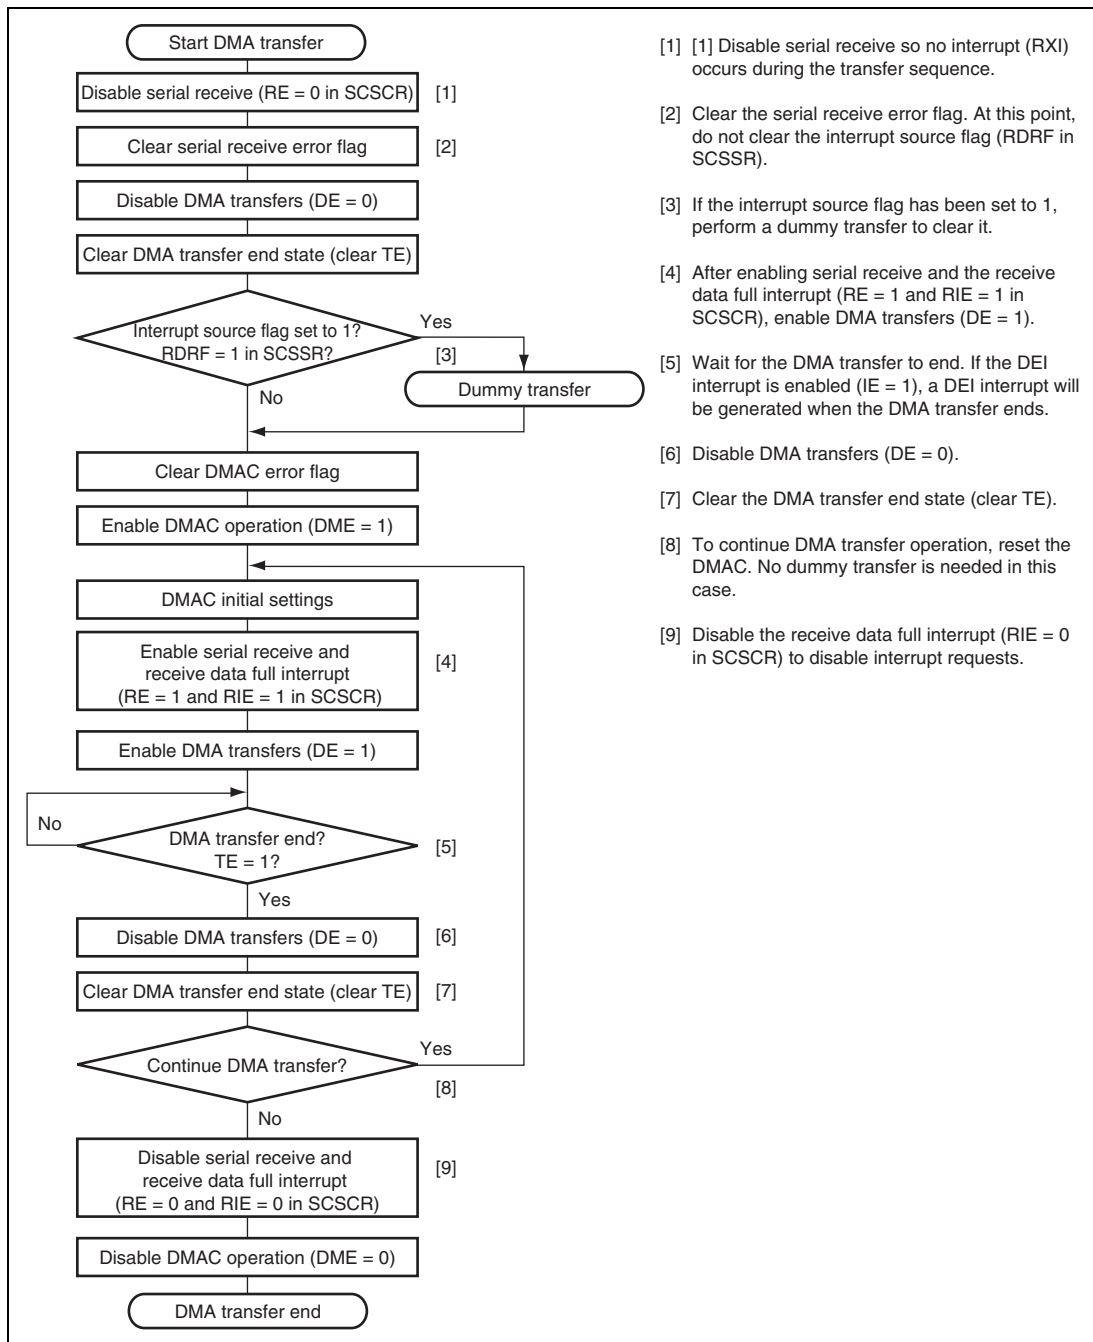 Start DMA transfer
Disable serial receive (RE = 0 in SCSCR) [1]
Clear serial receive error flag [2]
Disable DMA transfers (DE = 0)
Clear DMA transfer end state (clear TE)
Interrupt source flag set to 1?
RDRF = 1 in SCSSR?
Yes
[3]
Dummy transfer
No
Clear DMAC error flag
Enable DMAC operation (DME = 1)
DMAC initial settings
Enable serial receive and
receive data full interrupt
(RE = 1 and RIE = 1 in SCSCR)
[4]
Enable DMA transfers (DE = 1)
No
DMA transfer end?
TE = 1?
[5]
Yes
Disable DMA transfers (DE = 0) [6]
Clear DMA transfer end state (clear TE) [7]
Continue DMA transfer?
Yes
[8]
No
Disable serial receive and
receive data full interrupt
(RE = 0 and RIE = 0 in SCSCR)
[9]
Disable DMAC operation (DME = 0)
DMA transfer end
[1] [1] Disable serial receive so no interrupt (RXI)
occurs during the transfer sequence.
[2] Clear the serial receive error flag. At this point,
do not clear the interrupt source flag (RDRF in
SCSSR).
[3] If the interrupt source flag has been set to 1,
perform a dummy transfer to clear it.
[4] After enabling serial receive and the receive
data full interrupt (RE = 1 and RIE = 1 in
SCSCR), enable DMA transfers (DE = 1).
[5] Wait for the DMA transfer to end. If the DEI
interrupt is enabled (IE = 1), a DEI interrupt will
be generated when the DMA transfer ends.
[6] Disable DMA transfers (DE = 0).
[7] Clear the DMA transfer end state (clear TE).
[8] To continue DMA transfer operation, reset the
DMAC. No dummy transfer is needed in this
case.
[9] Disable the receive data full interrupt (RIE = 0
in SCSCR) to disable interrupt requests.